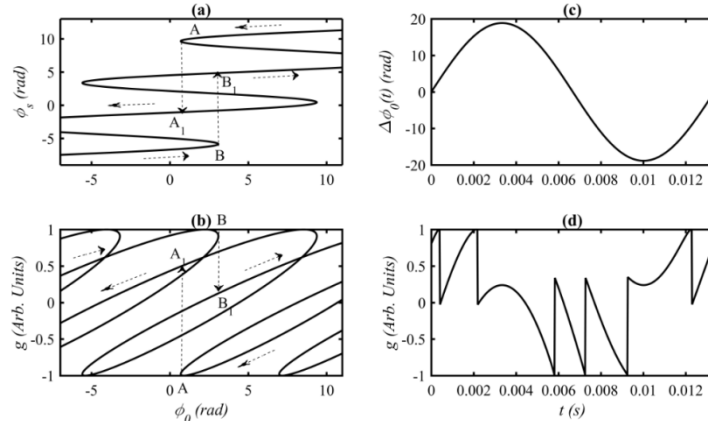 (a)
A
B₁
A₁
B
ϕₛ (rad)
10
5
0
-5
-5 0 5 10
(c)
Δϕ₀(t) (rad)
20
10
0
-10
-20
0 0.002 0.004 0.006 0.008 0.01 0.012
(b)
B
A₁
B₁
A
g (Arb. Units)
1
0.5
0
-0.5
-1
-5 0 5 10
ϕ₀ (rad)
(d)
g (Arb. Units)
1
0.5
0
-0.5
-1
0 0.002 0.004 0.006 0.008 0.01 0.012
t (s)